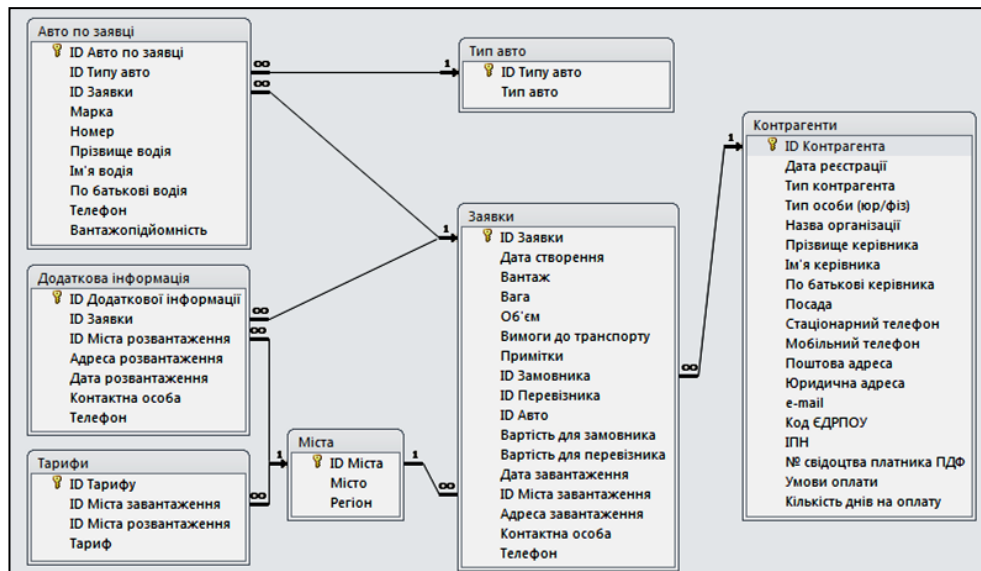 Авто по заявці
ID Авто по заявці
ID Типу авто
ID Заявки
Марка
Номер
Прізвище водія
Ім'я водія
По батькові водія
Телефон
Вантажопідйомність
∞
∞
1
Тип авто
ID Типу авто
Тип авто
Додаткова інформація
ID Додаткової інформації
ID Заявки
ID Міста розвантаження
Адреса розвантаження
Дата розвантаження
Контактна особа
Телефон
∞
∞
Тарифи
ID Тарифу
ID Міста завантаження
ID Міста розвантаження
Тариф
∞
1
Міста
ID Міста
Місто
Регіон
1
∞
1
Заявки
ID Заявки
Дата створення
Вантаж
Вага
Об'єм
Вимоги до транспорту
Примітки
ID Замовника
ID Перевізника
ID Авто
Вартість для замовника
Вартість для перевізника
Дата завантаження
ID Міста завантаження
Адреса завантаження
Контактна особа
Телефон
∞
1
Контрагенти
ID Контрагента
Дата реєстрації
Тип контрагента
Тип особи (юр/фіз)
Назва організації
Прізвище керівника
Ім'я керівника
По батькові керівника
Посада
Стаціонарний телефон
Мобільний телефон
Поштова адреса
Юридична адреса
e-mail
Код ЄДРПОУ
ІПН
№ свідоцтва платника ПДФ
Умови оплати
Кількість днів на оплату